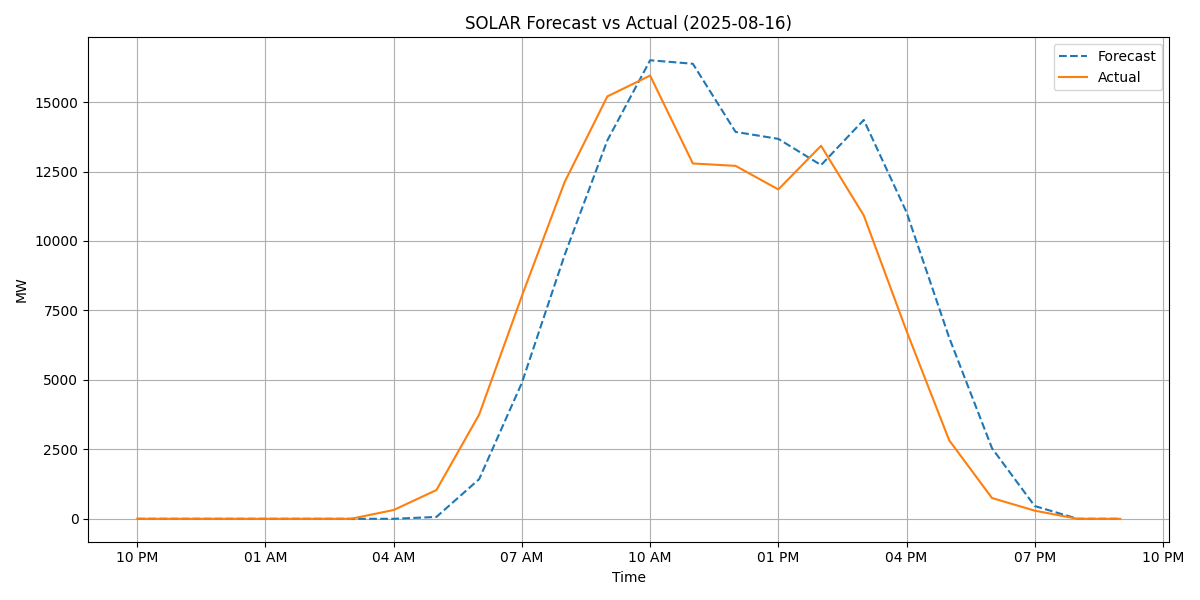 SOLAR Forecast vs Actual (2025-08-16)
Forecast
Actual
MW
15000
12500
10000
7500
5000
2500
0
10 PM 01 AM 04 AM 07 AM 10 AM 01 PM 04 PM 07 PM 10 PM
Time